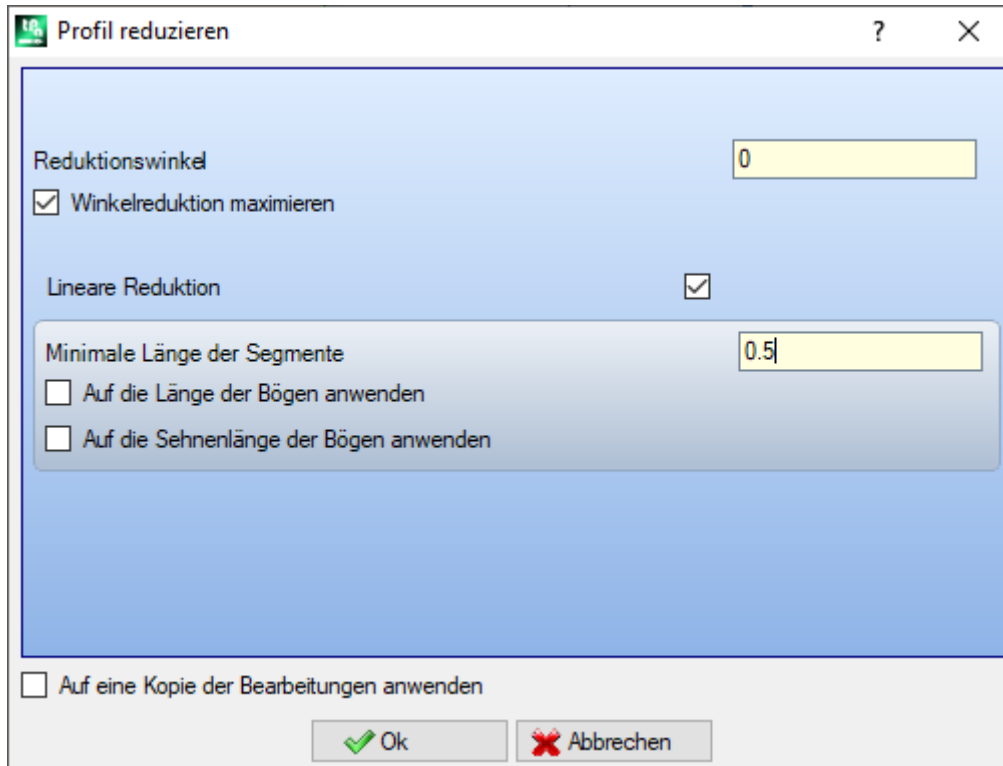 Profil reduzieren
?
Reduktionswinkel
0
Winkelreduktion maximieren
Lineare Reduktion
Minimale Länge der Segmente
0.5
Auf die Länge der Bögen anwenden
Auf die Sehnenlänge der Bögen anwenden
Auf eine Kopie der Bearbeitungen anwenden
Ok
Abbrechen